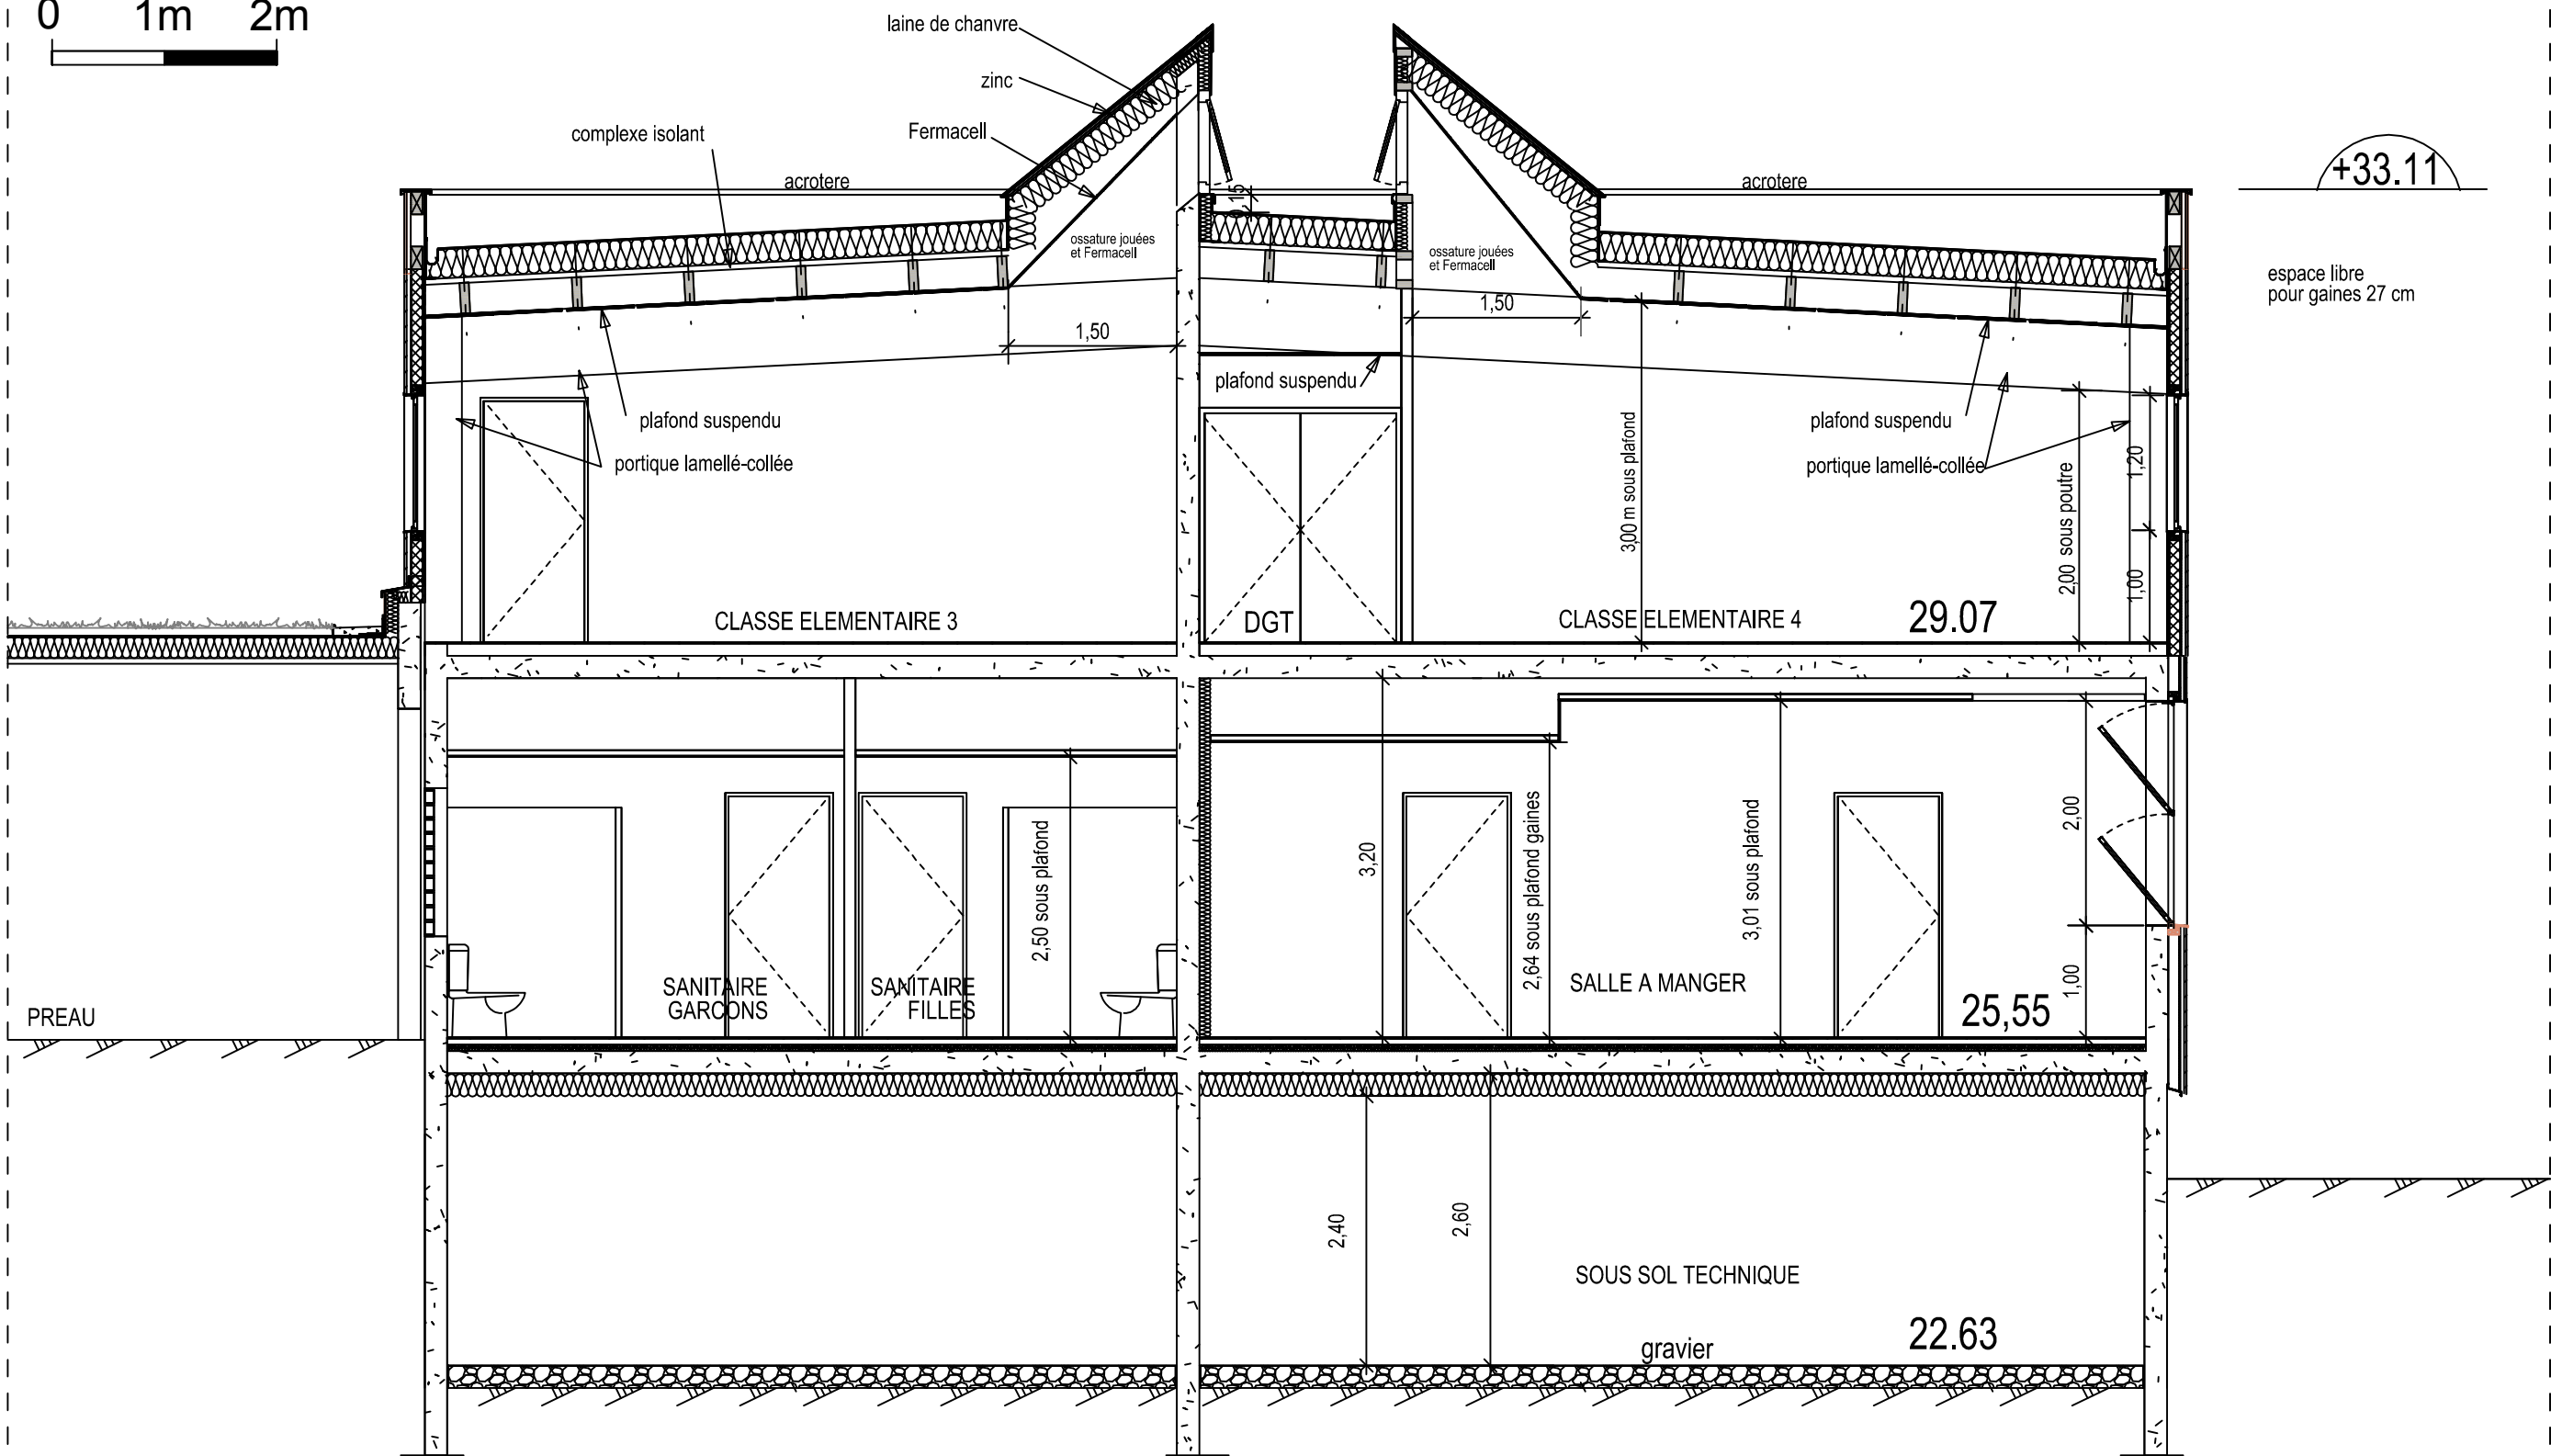 0 1m 2m
laine de chanvre
zinc
Fermacell
complexe isolant
acrotere
acrotere
+33.11
0,15
ossature jouées
et Fermacell
ossature jouées
et Fermacell
espace libre
pour gaines 27 cm
1,50
1,50
plafond suspendu
plafond suspendu
portique lamellé-collée
plafond suspendu
portique lamellé-collée
3,00 m sous plafond
2,00 sous poutre
1,20
1,00
CLASSE ELEMENTAIRE 3
DGT
CLASSE ELEMENTAIRE 4
29.07
2,50 sous plafond
3,20
2,64 sous plafond gaines
3,01 sous plafond
2,00
1,00
SANITAIRE
GARCONS
SANITAIRE
FILLES
SALLE A MANGER
25,55
PREAU
2,40
2,60
SOUS SOL TECHNIQUE
gravier
22.63